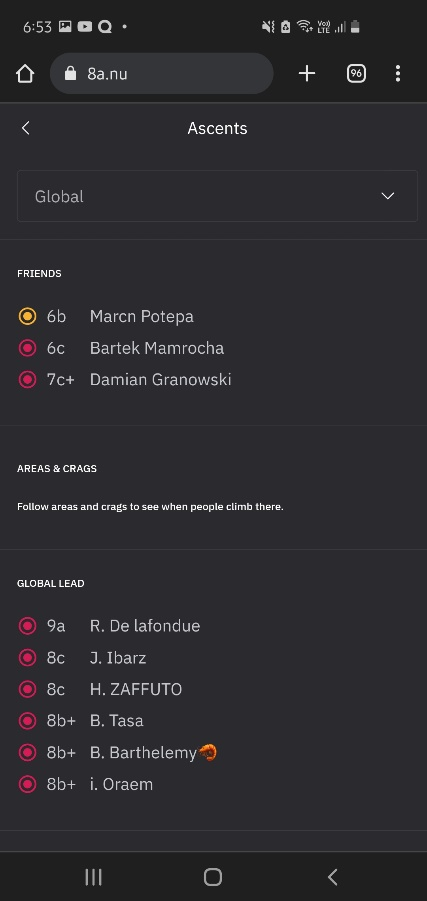 6:53
Vo)) LTE
8a.nu
96
Ascents
Global
FRIENDS
6b Marcn Potepa
6c Bartek Mamrocha
7c+ Damian Granowski
AREAS & CRAGS
Follow areas and crags to see when people climb there.
GLOBAL LEAD
9a R. De lafondue
8c J. Ibarz
8c H. ZAFFUTO
8b+ B. Tasa
8b+ B. Barthelemy🦐
8b+ i. Oraem